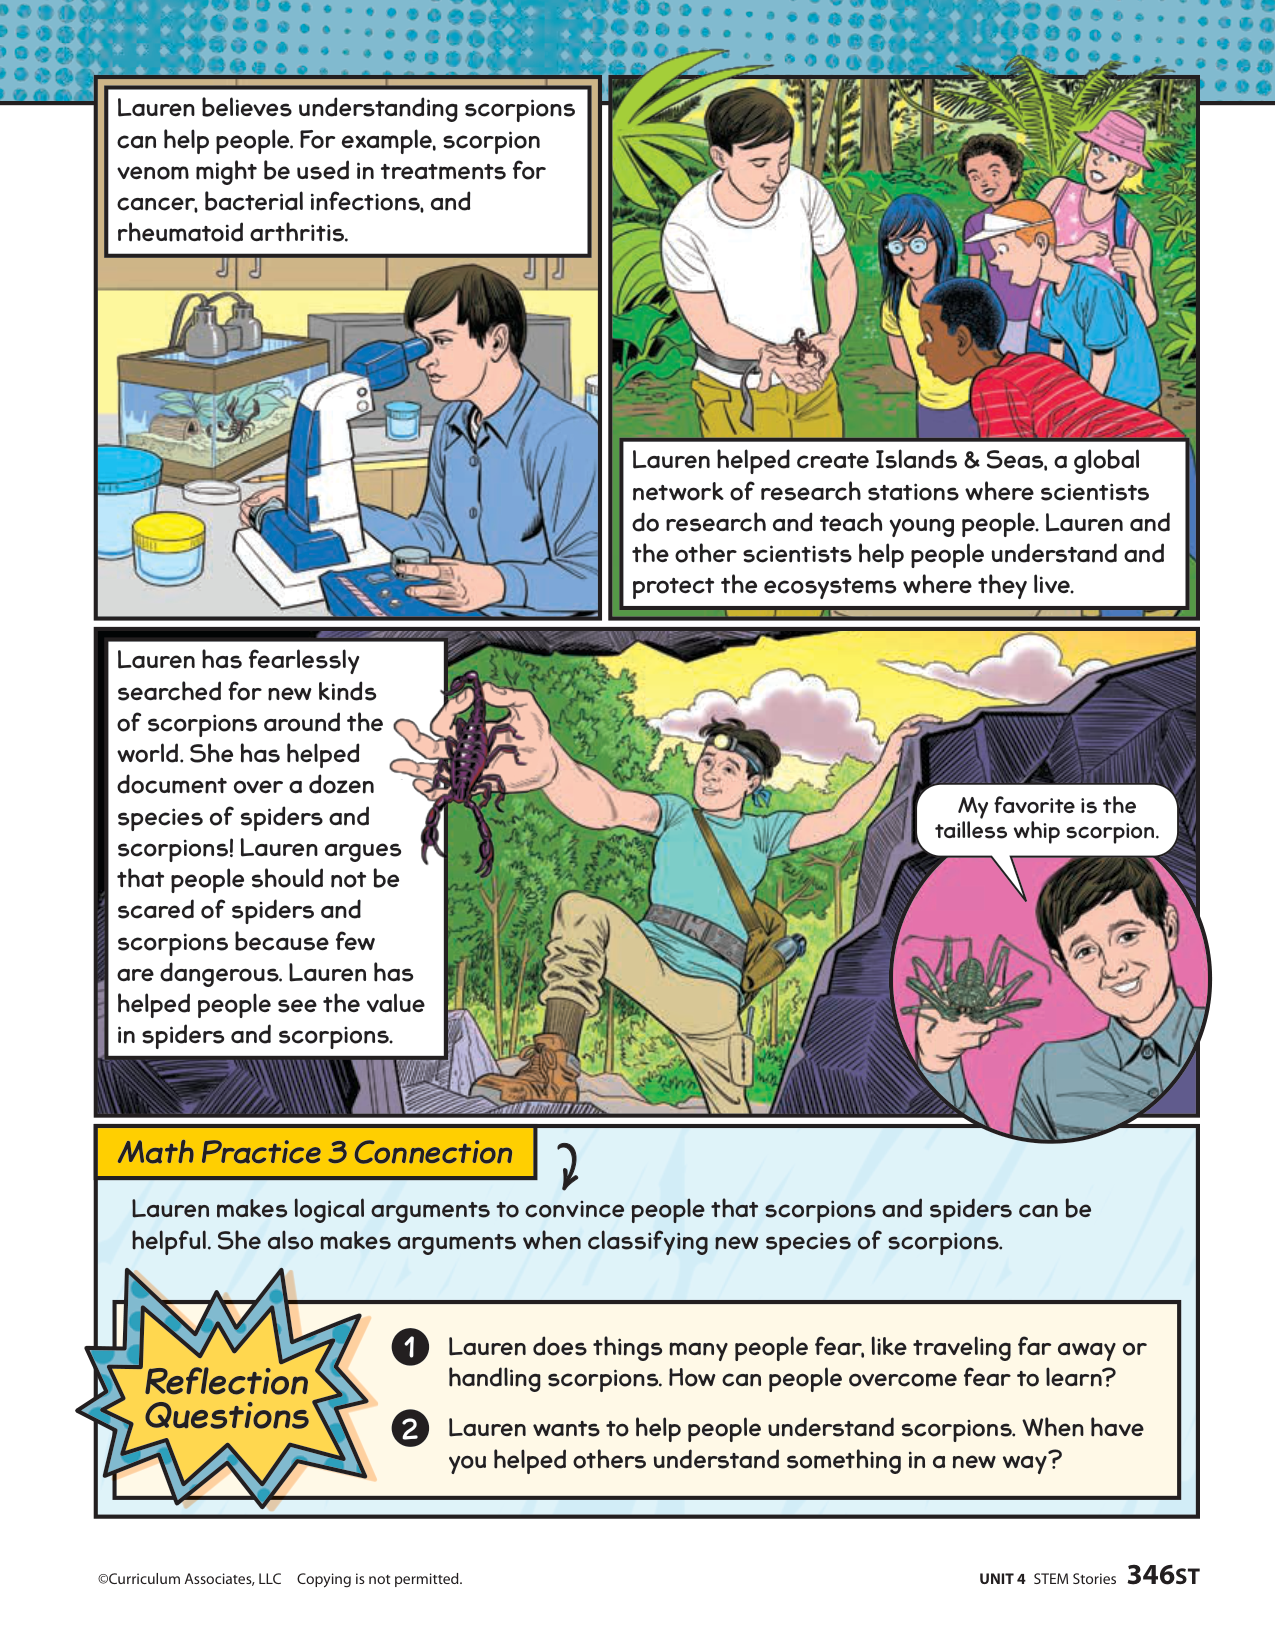 Lauren believes understanding scorpions
can help people. For example, scorpion
venom might be used in treatments for
cancer, bacterial infections, and
rheumatoid arthritis.
Lauren helped create Islands & Seas, a global
network of research stations where scientists
do research and teach young people. Lauren and
the other scientists help people understand and
protect the ecosystems where they live.
Lauren has fearlessly
searched for new kinds
of scorpions around the
world. She has helped
document over a dozen
species of spiders and
scorpions! Lauren argues
that people should not be
scared of spiders and
scorpions because few
are dangerous. Lauren has
helped people see the value
in spiders and scorpions.
My favorite is the
tailless whip scorpion.
Math Practice 3 Connection
Lauren makes logical arguments to convince people that scorpions and spiders can be
helpful. She also makes arguments when classifying new species of scorpions.
Reflection
Questions
1 Lauren does things many people fear, like traveling far away or
handling scorpions. How can people overcome fear to learn?
2 Lauren wants to help people understand scorpions. When have
you helped others understand something in a new way?
©Curriculum Associates, LLC Copying is not permitted.
UNIT 4 STEM Stories 346ST